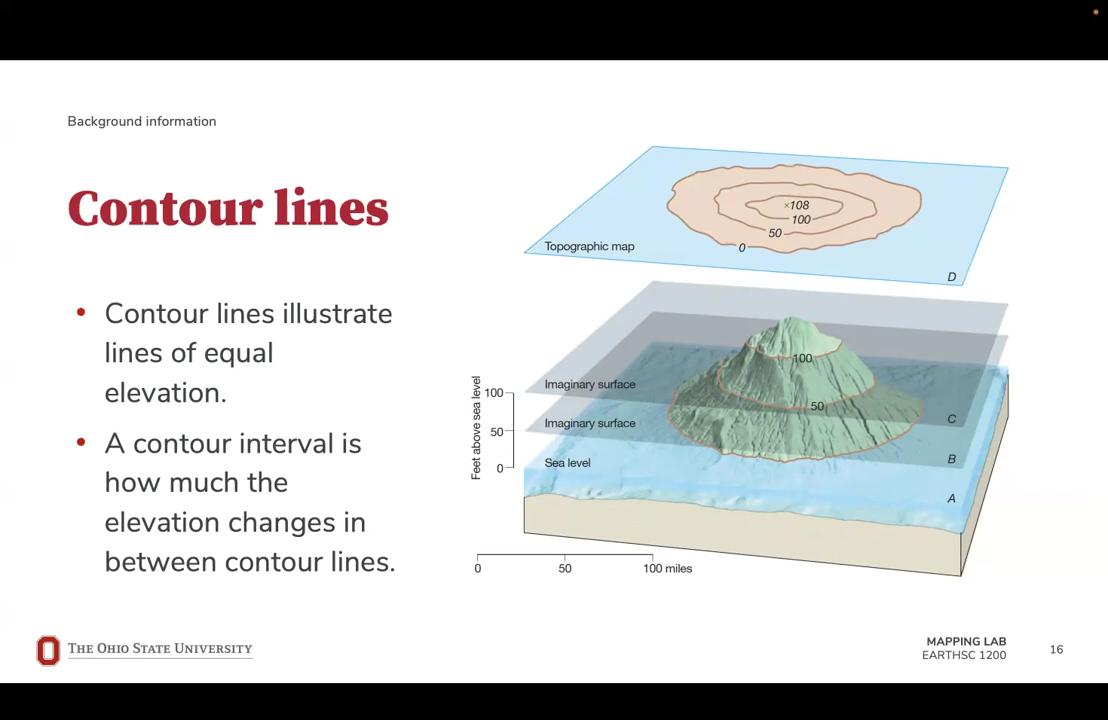 Background information
Contour lines
• Contour lines illustrate
lines of equal
elevation.
• A contour interval is
how much the
elevation changes in
between contour lines.
×108
100
50
0
Topographic map
D
100
Imaginary surface
100
50
Imaginary surface
C
50
Feet above sea level
0
Sea level
B
A
0 50 100 miles
THE OHIO STATE UNIVERSITY
MAPPING LAB
EARTHSC 1200
16